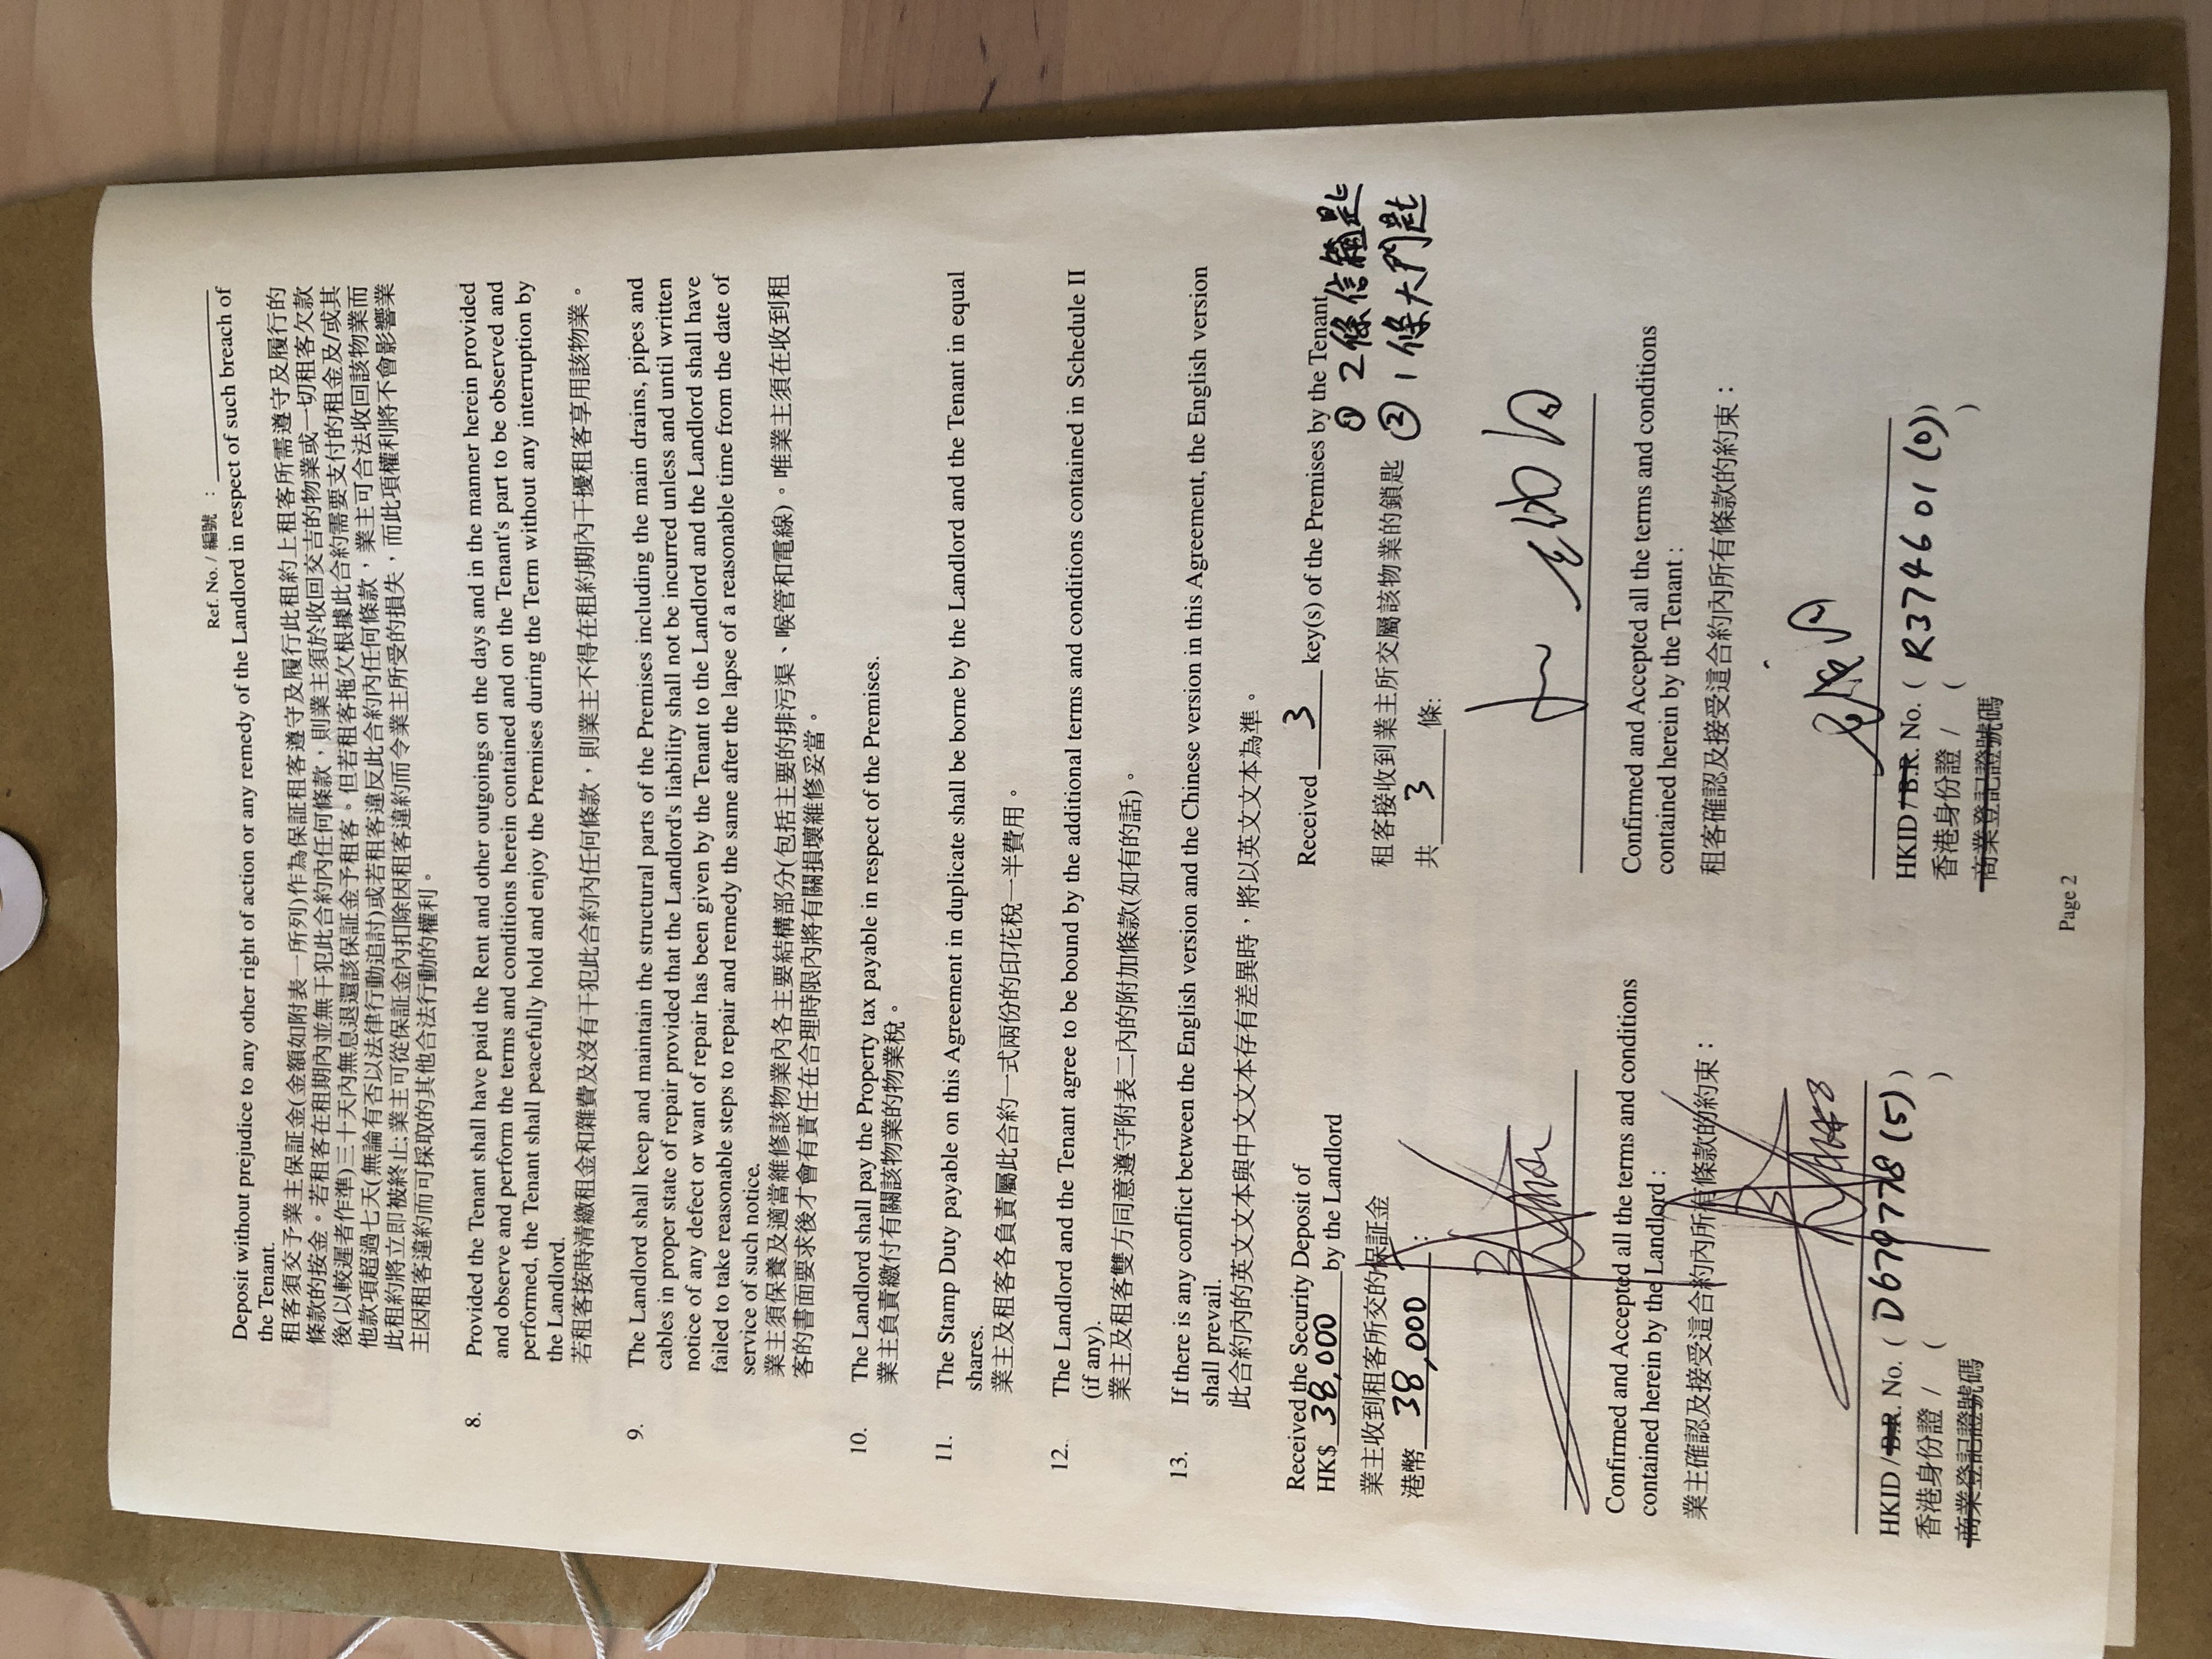 Ref. No. / 編號 :
Deposit without prejudice to any other right of action or any remedy of the Landlord in respect of such breach of
the Tenant.
租客須交予業主保証金(金額如附表一所列)作為保証租客遵守及履行此租約上租客所需遵守及履行的
條款的按金。若租客在租期內並無干犯此合約內任何條款,則業主須於收回交吉的物業或一切租客欠款
後(以較遲者作準)三十天內無息退還該保証金予租客。但若租客拖欠根據此合約需要支付的租金及/或其
他款項超過七天(無論有否以法律行動追討)或若租客違反此合約內任何條款,業主可合法收回該物業而
此租約將立即被終止;業主可從保証金內扣除因租客違約而令業主所受的損失,而此項權利將不會影響業
主因租客違約而可採取的其他合法行動的權利。
8. Provided the Tenant shall have paid the Rent and other outgoings on the days and in the manner herein provided
and observe and perform the terms and conditions herein contained and on the Tenant's part to be observed and
performed, the Tenant shall peacefully hold and enjoy the Premises during the Term without any interruption by
the Landlord.
若租客按時清繳租金和雜費及沒有干犯此合約內任何條款,則業主不得在租約期內干擾租客享用該物業。
9. The Landlord shall keep and maintain the structural parts of the Premises including the main drains, pipes and
cables in proper state of repair provided that the Landlord's liability shall not be incurred unless and until written
notice of any defect or want of repair has been given by the Tenant to the Landlord and the Landlord shall have
failed to take reasonable steps to repair and remedy the same after the lapse of a reasonable time from the date of
service of such notice.
業主須保養及適當維修該物業內各主要結構部分(包括主要的排污渠、喉管和電線)。唯業主須在收到租
客的書面要求後才會有責任在合理時限內將有關損壞維修妥當。
10. The Landlord shall pay the Property tax payable in respect of the Premises.
業主負責繳付有關該物業的物業稅。
11. The Stamp Duty payable on this Agreement in duplicate shall be borne by the Landlord and the Tenant in equal
shares.
業主及租客各負責屬此合約一式兩份的印花稅一半費用。
12. The Landlord and the Tenant agree to be bound by the additional terms and conditions contained in Schedule II
(if any).
業主及租客雙方同意遵守附表二內的附加條款(如有的話)。
13. If there is any conflict between the English version and the Chinese version in this Agreement, the English version
shall prevail.
此合約內的英文文本與中文文本存有差異時,將以英文文本為準。
Received the Security Deposit of
HK$ 38,000 by the Landlord
業主收到租客所交的保証金
港幣 38,000 :
Confirmed and Accepted all the terms and conditions
contained herein by the Landlord :
業主確認及接受這合約內所有條款的約束:
HKID / B.R. No. ( D679778(5) )
香港身份證 / ( )
商業登記證號碼
Received 3 key(s) of the Premises by the Tenant
① 2條信箱匙
租客接收到業主所交屬該物業的鎖匙 ② 1條大門匙
共 3 條:
Confirmed and Accepted all the terms and conditions
contained herein by the Tenant :
租客確認及接受這合約內所有條款的約束:
HKID / B.R. No. ( R374601(0) )
香港身份證 / ( )
商業登記證號碼
Page 2